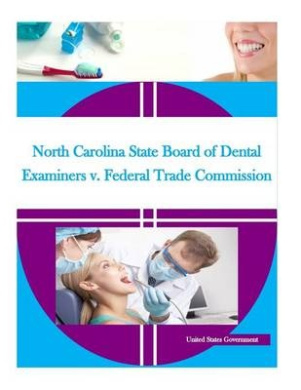 North Carolina State Board of Dental
Examiners v. Federal Trade Commission
United States Government